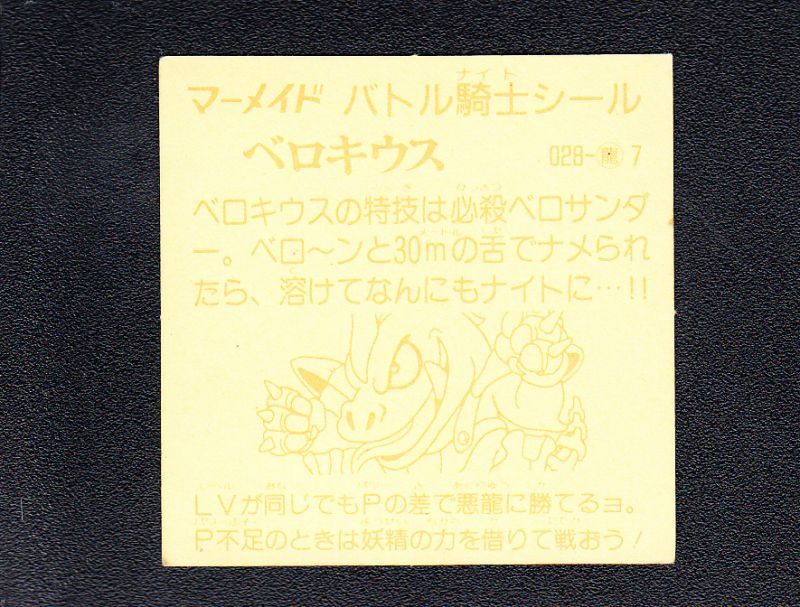 マーメイド バトル騎士シール
ナイト
ベロキウス 028-龍7
ベロキウスの特技は必殺ベロサンダ
ー。ベロ〜ンと30mの舌でナメられ
たら、溶けてなんにもナイトに…!!
LVが同じでもPの差で悪龍に勝てるョ。
P不足のときは妖精の力を借りて戦おう!